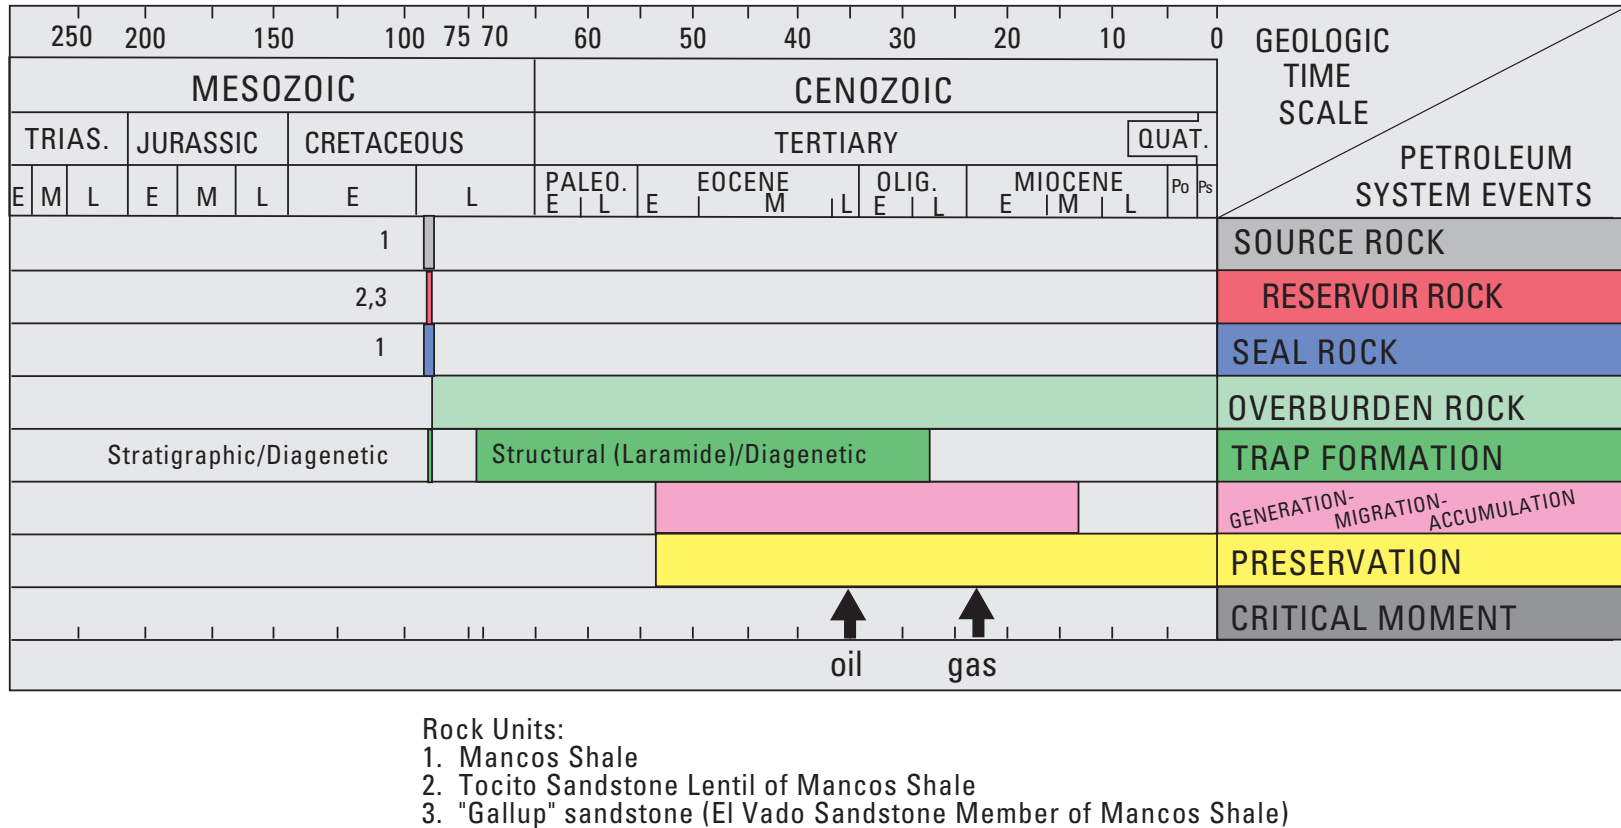 250 200 150 100 75 70 60 50 40 30 20 10 0
GEOLOGIC
TIME
SCALE
PETROLEUM
SYSTEM EVENTS
MESOZOIC CENOZOIC
TRIAS. JURASSIC CRETACEOUS TERTIARY QUAT.
E M L E M L E L PALEO. EOCENE OLIG. MIOCENE Po Ps
E L E M L E L E M L
1 SOURCE ROCK
2,3 RESERVOIR ROCK
1 SEAL ROCK
OVERBURDEN ROCK
Stratigraphic/Diagenetic Structural (Laramide)/Diagenetic TRAP FORMATION
GENERATION-
MIGRATION-
ACCUMULATION
PRESERVATION
CRITICAL MOMENT
oil gas
Rock Units:
1. Mancos Shale
2. Tocito Sandstone Lentil of Mancos Shale
3. "Gallup" sandstone (El Vado Sandstone Member of Mancos Shale)